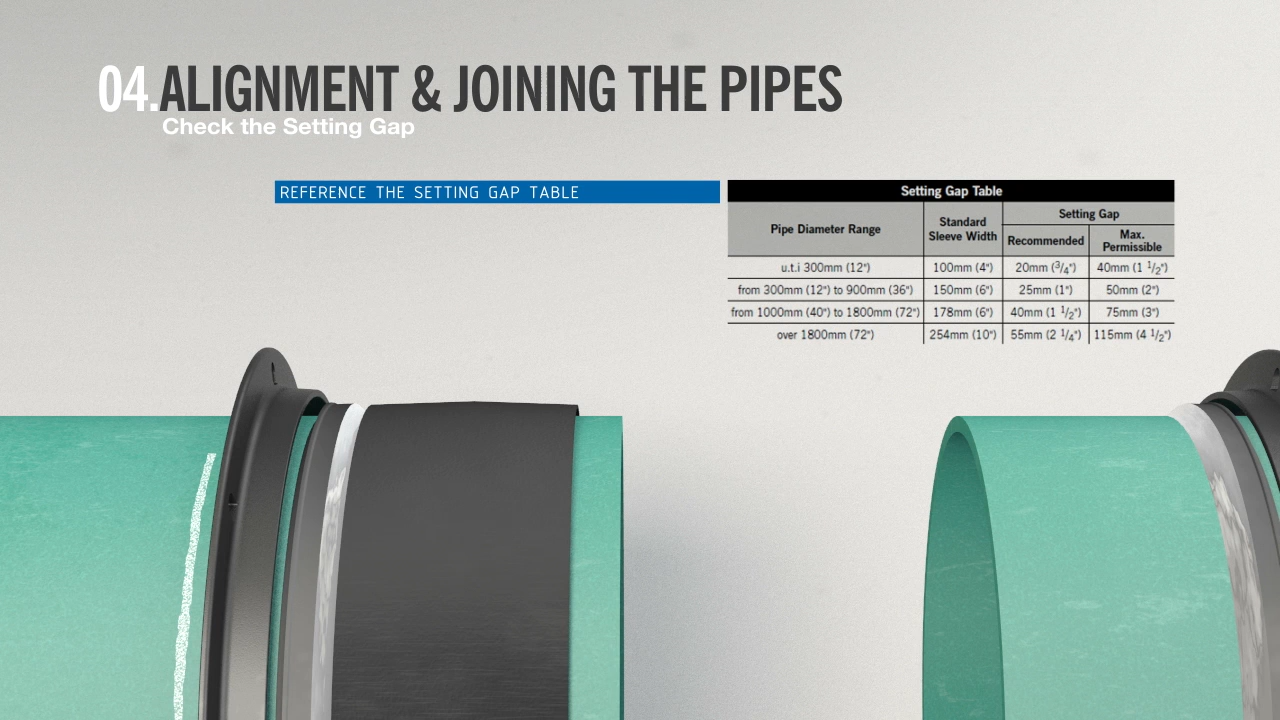 04.ALIGNMENT & JOINING THE PIPES
Check the Setting Gap
REFERENCE THE SETTING GAP TABLE
Setting Gap Table
Pipe Diameter Range
Standard
Sleeve Width
Setting Gap
Recommended
Max.
Permissible
u.t.i 300mm (12") 100mm (4") 20mm (3/4") 40mm (1 1/2")
from 300mm (12") to 900mm (36") 150mm (6") 25mm (1") 50mm (2")
from 1000mm (40") to 1800mm (72") 178mm (6") 40mm (1 1/2") 75mm (3")
over 1800mm (72") 254mm (10") 55mm (2 1/4") 115mm (4 1/2")